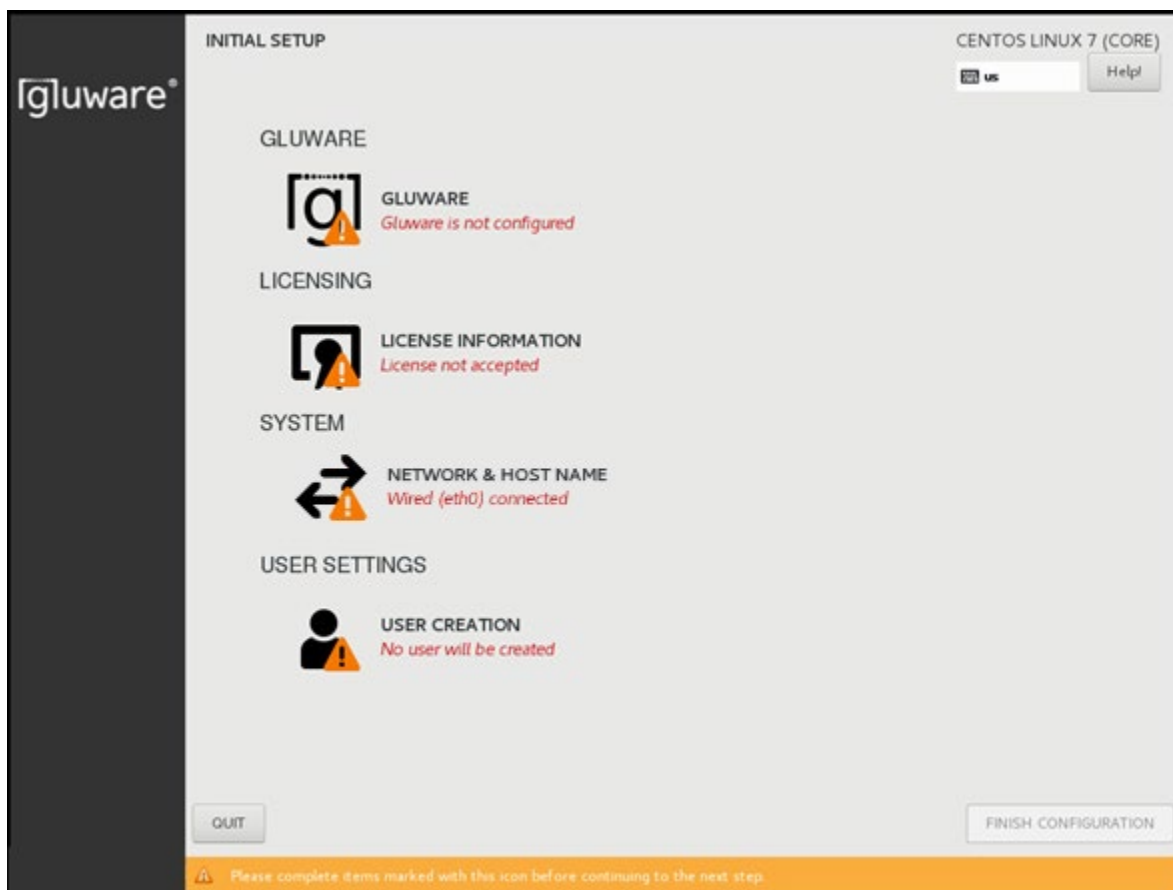 INITIAL SETUP
CENTOS LINUX 7 (CORE)
us
Help!
gluware®
GLUWARE
g
GLUWARE
Gluware is not configured
LICENSING
LICENSE INFORMATION
License not accepted
SYSTEM
NETWORK & HOST NAME
Wired (eth0) connected
USER SETTINGS
USER CREATION
No user will be created
QUIT
FINISH CONFIGURATION
Please complete items marked with this icon before continuing to the next step.